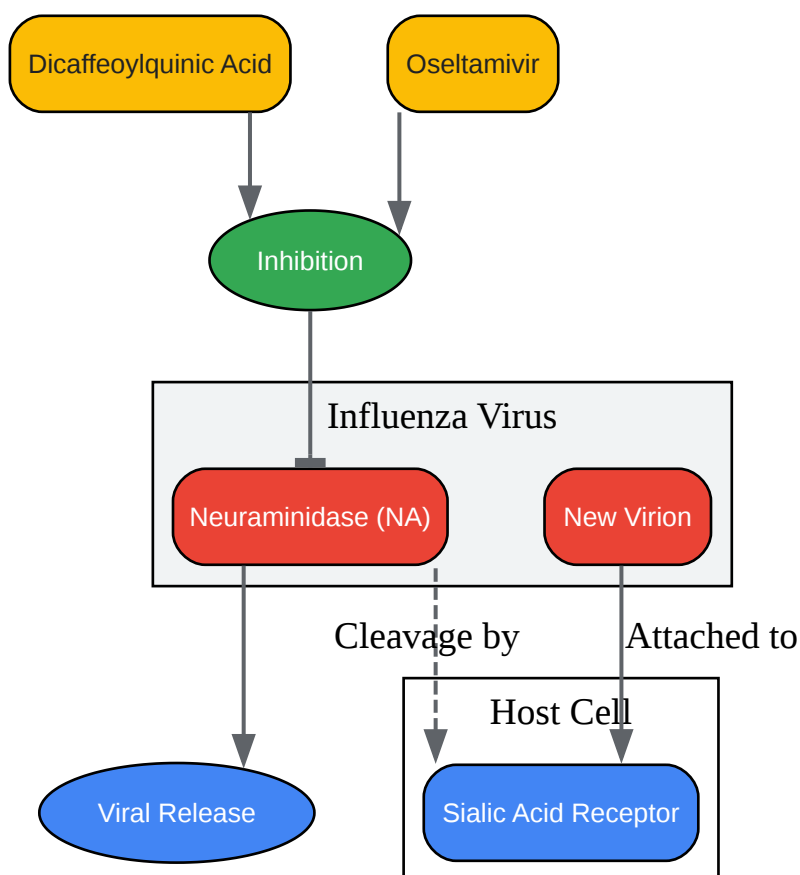 Dicaffeoylquinic Acid
Oseltamivir
Inhibition
Influenza Virus
Neuraminidase (NA)
New Virion
Cleavage by
Attached to
Host Cell
Viral Release
Sialic Acid Receptor